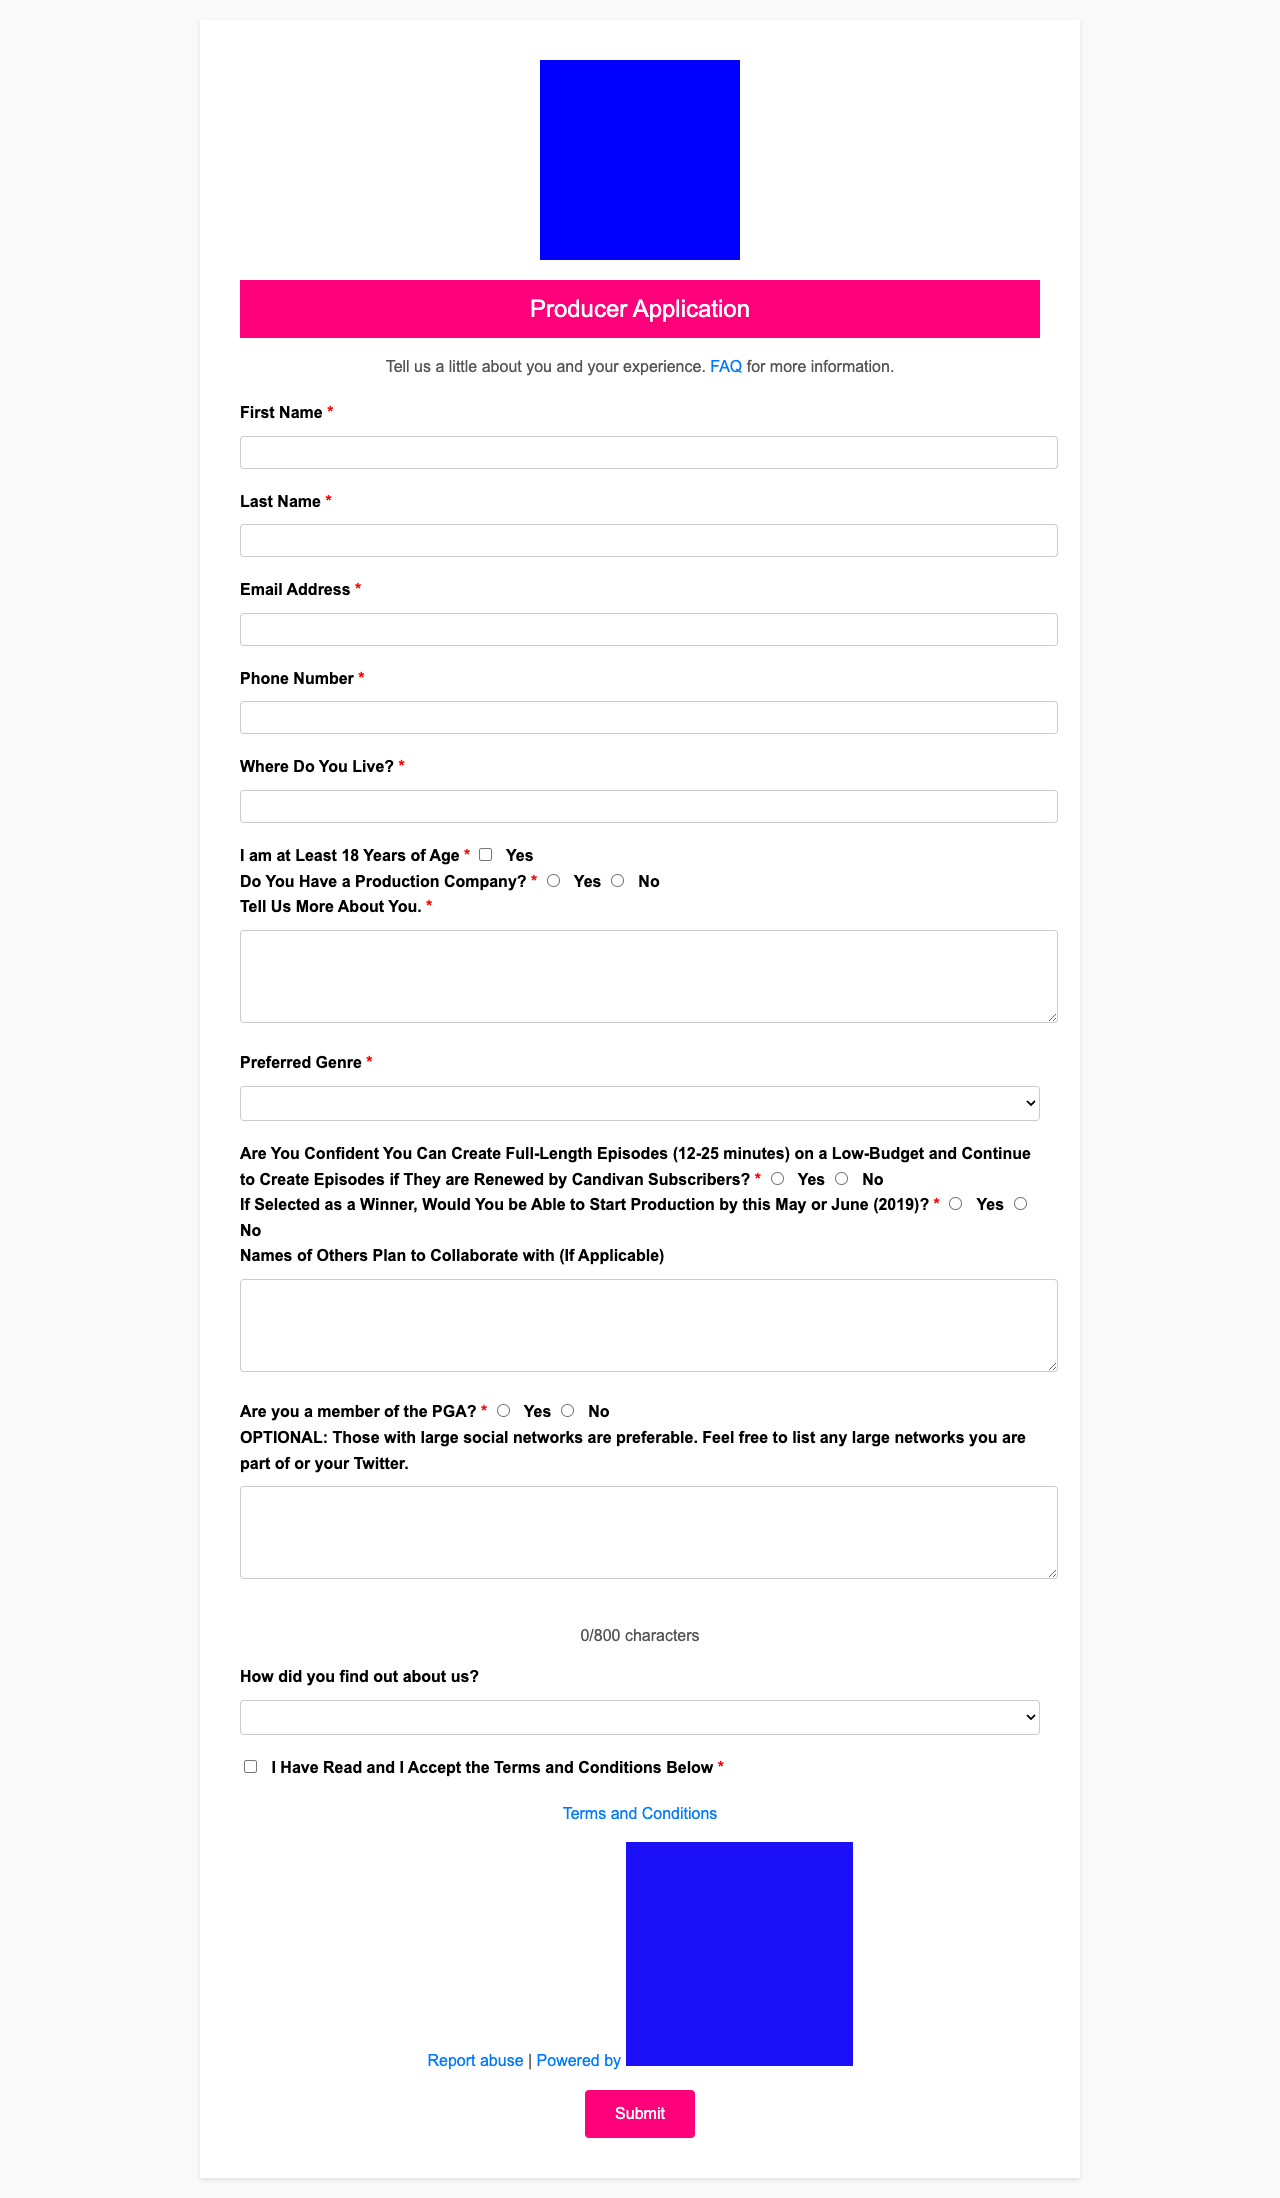 Producer Application
Tell us a little about you and your experience. FAQ for more information.
First Name *
Last Name *
Email Address *
Phone Number *
Where Do You Live? *
I am at Least 18 Years of Age * Yes
Do You Have a Production Company? * Yes No
Tell Us More About You. *
Preferred Genre *
Are You Confident You Can Create Full-Length Episodes (12-25 minutes) on a Low-Budget and Continue
to Create Episodes if They are Renewed by Candivan Subscribers? * Yes No
If Selected as a Winner, Would You be Able to Start Production by this May or June (2019)? * Yes
No
Names of Others Plan to Collaborate with (If Applicable)
Are you a member of the PGA? * Yes No
OPTIONAL: Those with large social networks are preferable. Feel free to list any large networks you are
part of or your Twitter.
0/800 characters
How did you find out about us?
I Have Read and I Accept the Terms and Conditions Below *
Terms and Conditions
Report abuse | Powered by
Submit